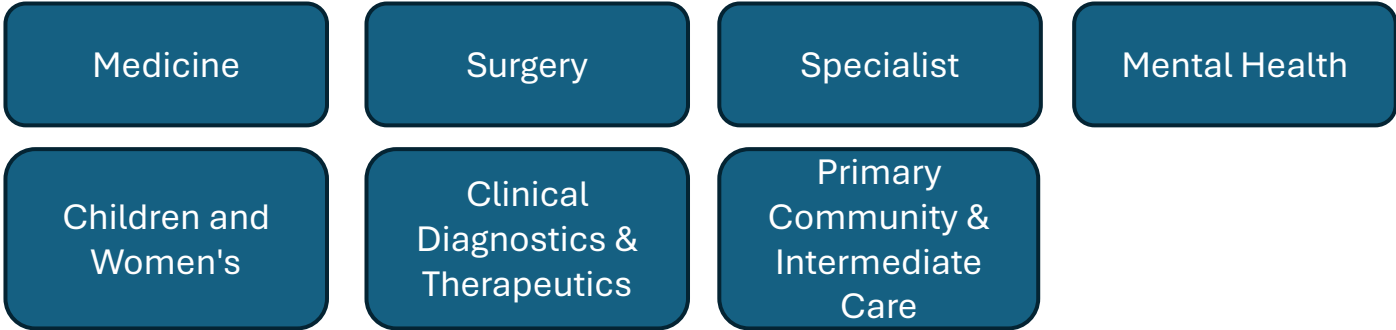 Medicine
Surgery
Specialist
Mental Health
Children and
Women's
Clinical
Diagnostics &
Therapeutics
Primary
Community &
Intermediate
Care